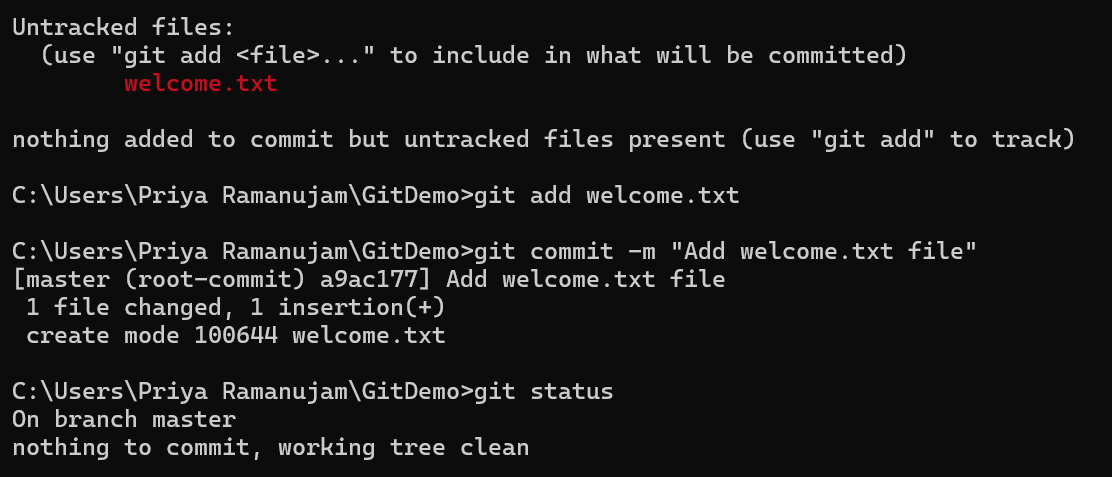 Untracked files:
  (use "git add <file>..." to include in what will be committed)
        welcome.txt

nothing added to commit but untracked files present (use "git add" to track)

C:\Users\Priya Ramanujam\GitDemo>git add welcome.txt

C:\Users\Priya Ramanujam\GitDemo>git commit -m "Add welcome.txt file"
[master (root-commit) a9ac177] Add welcome.txt file
 1 file changed, 1 insertion(+)
 create mode 100644 welcome.txt

C:\Users\Priya Ramanujam\GitDemo>git status
On branch master
nothing to commit, working tree clean